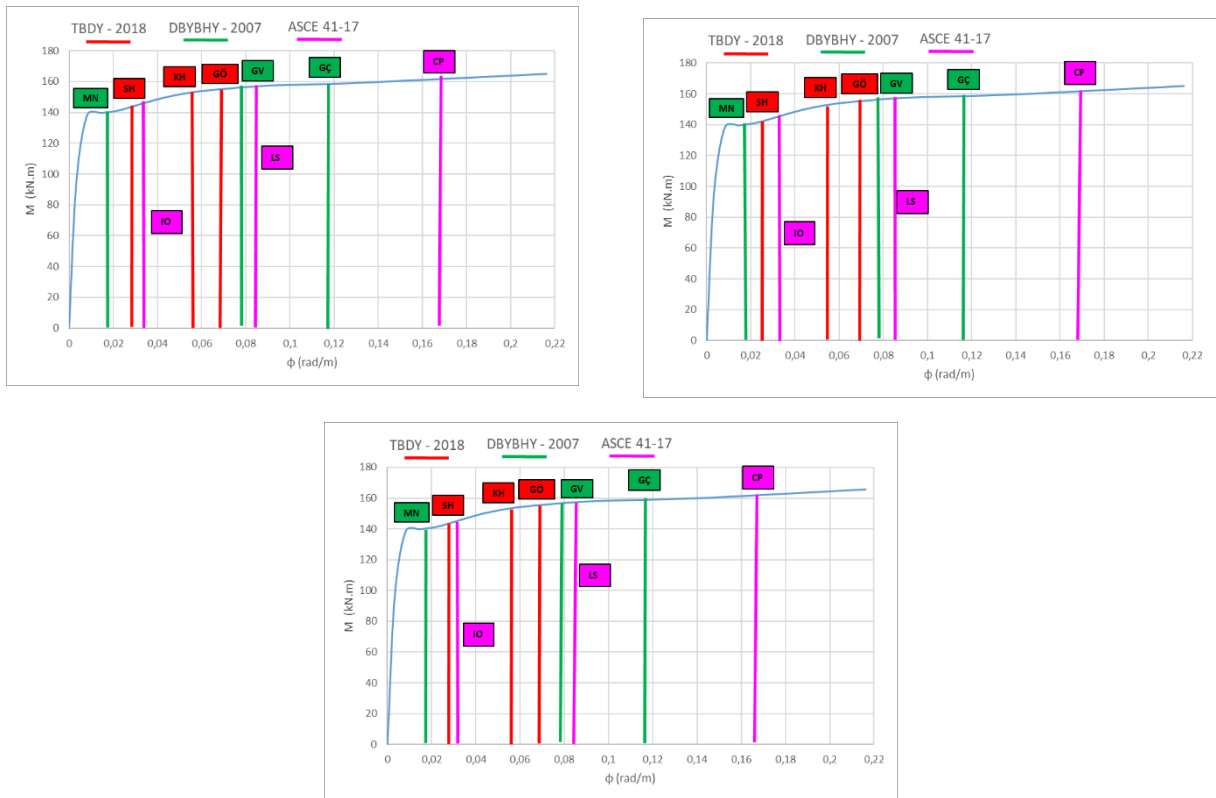 TBDY - 2018 DBYBHY - 2007 ASCE 41-17
180
160
140
120
100
80
60
40
20
0
M (kN.m)
MN SH KH GÖ GV GÇ CP
IO LS
0 0,02 0,04 0,06 0,08 0,1 0,12 0,14 0,16 0,18 0,2 0,22
ϕ (rad/m)
TBDY - 2018 DBYBHY - 2007 ASCE 41-17
180
160
140
120
100
80
60
40
20
0
M (kN.m)
MN SH KH GÖ GV GÇ CP
IO LS
0 0,02 0,04 0,06 0,08 0,1 0,12 0,14 0,16 0,18 0,2 0,22
ϕ (rad/m)
TBDY - 2018 DBYBHY - 2007 ASCE 41-17
180
160
140
120
100
80
60
40
20
0
M (kN.m)
MN SH KH GÖ GV GÇ CP
IO LS
0 0,02 0,04 0,06 0,08 0,1 0,12 0,14 0,16 0,18 0,2 0,22
ϕ (rad/m)